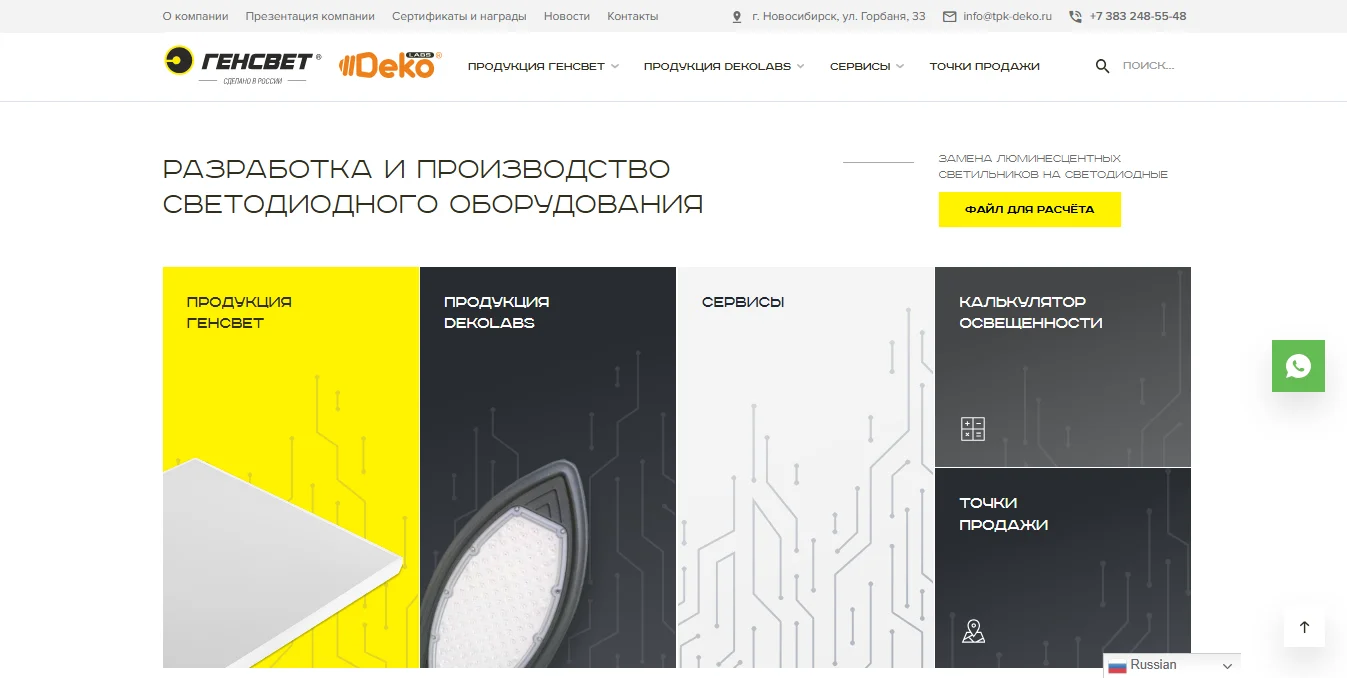 О компании Презентация компании Сертификаты и награды Новости Контакты г. Новосибирск, ул. Горбаня, 33 info@tpk-deko.ru +7 383 248-55-48
ГЕНСВЕТ®
СДЕЛАНО В РОССИИ
Deko LABS ®
ПРОДУКЦИЯ ГЕНСВЕТ ПРОДУКЦИЯ DEKOLABS СЕРВИСЫ ТОЧКИ ПРОДАЖИ ПОИСК...
РАЗРАБОТКА И ПРОИЗВОДСТВО
СВЕТОДИОДНОГО ОБОРУДОВАНИЯ
ЗАМЕНА ЛЮМИНЕСЦЕНТНЫХ
СВЕТИЛЬНИКОВ НА СВЕТОДИОДНЫЕ
ФАЙЛ ДЛЯ РАСЧЁТА
ПРОДУКЦИЯ
ГЕНСВЕТ
ПРОДУКЦИЯ
DEKOLABS
СЕРВИСЫ
КАЛЬКУЛЯТОР
ОСВЕЩЕННОСТИ
ТОЧКИ
ПРОДАЖИ
Russian